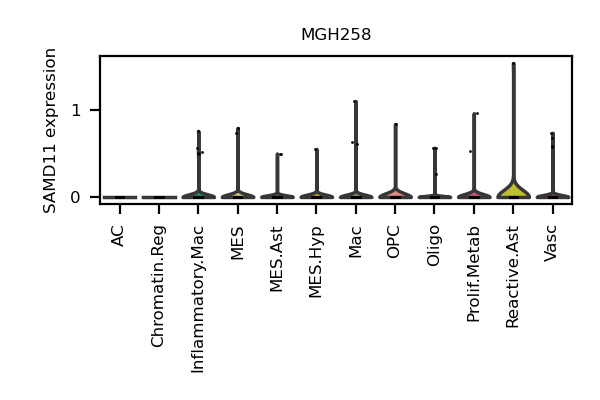 MGH258
SAMD11 expression
1
0
AC
Chromatin.Reg
Inflammatory.Mac
MES
MES.Ast
MES.Hyp
Mac
OPC
Oligo
Prolif.Metab
Reactive.Ast
Vasc